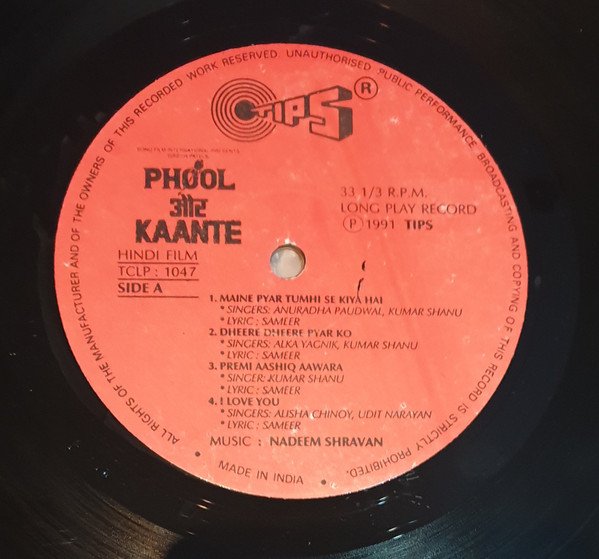 ALL RIGHTS OF THE MANUFACTURER AND OF THE OWNERS OF THIS RECORDED WORK RESERVED. UNAUTHORISED PUBLIC PERFORMANCE BROADCASTING AND COPYING OF THIS RECORD IS STRICTLY PROHIBITED.
TIPS ®
PRESENTS
PHOOL
और
KAANTE
HINDI FILM
TCLP : 1047
SIDE A
33 1/3 R.P.M.
LONG PLAY RECORD
℗ 1991 TIPS
1. MAINE PYAR TUMHI SE KIYA HAI
* SINGERS: ANURADHA PAUDWAL, KUMAR SHANU
* LYRIC : SAMEER
2. DHEERE DHEERE PYAR KO
* SINGERS: ALKA YAGNIK, KUMAR SHANU
* LYRIC : SAMEER
3. PREMI AASHIQ AAWARA
* SINGER: KUMAR SHANU
* LYRIC : SAMEER
4. I LOVE YOU
* SINGERS: ALISHA CHINOY, UDIT NARAYAN
* LYRIC : SAMEER
MUSIC : NADEEM SHRAVAN
• MADE IN INDIA •